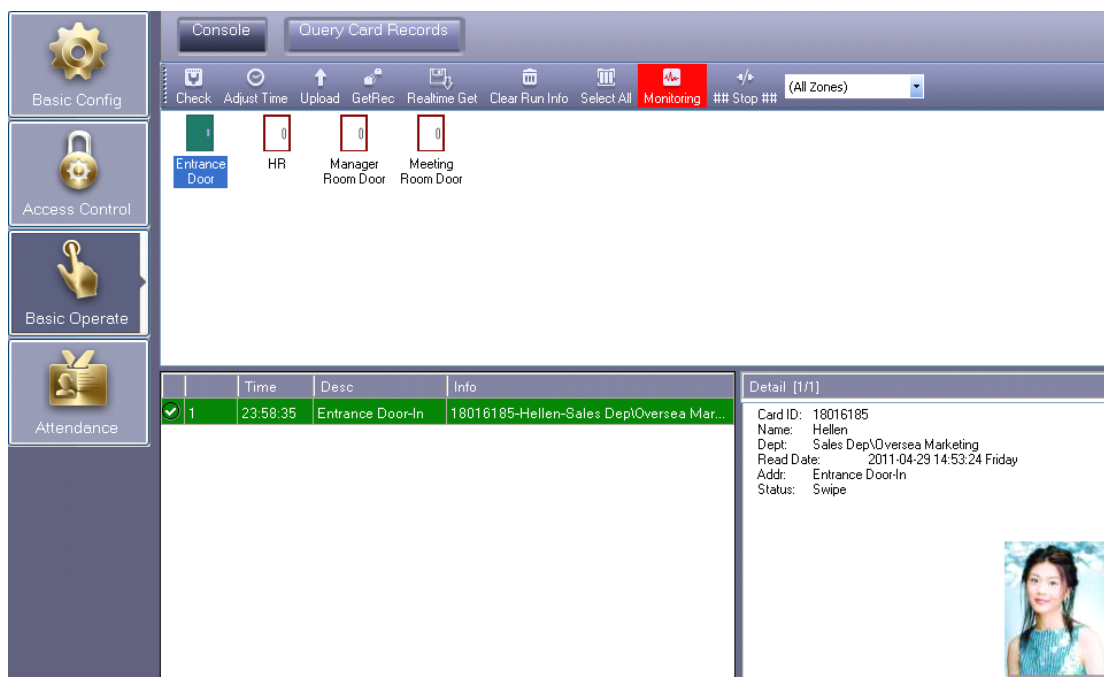 Console
Query Card Records
Basic Config
Check
Adjust Time
Upload
GetRec
Realtime Get
Clear Run Info
Select All
Monitoring
## Stop ##
(All Zones)
Entrance
Door
HR
Manager
Room Door
Meeting
Room Door
Access Control
Basic Operate
Attendance
Time
Desc
Info
1
23:58:35
Entrance Door-In
18016185-Hellen-Sales Dep\Oversea Mar...
Detail [1/1]
Card ID: 18016185
Name: Hellen
Dept: Sales Dep\Oversea Marketing
Read Date: 2011-04-29 14:53:24 Friday
Addr: Entrance Door-In
Status: Swipe